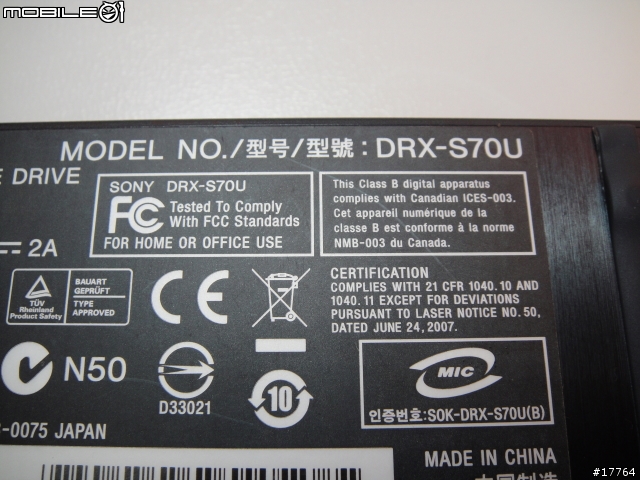 MOBILE01
MODEL NO./型号/型號 : DRX-S70U
E DRIVE
SONY DRX-S70U
FC Tested To Comply
With FCC Standards
FOR HOME OR OFFICE USE
This Class B digital apparatus
complies with Canadian ICES-003.
Cet appareil numérique de la
classe B est conforme à la norme
NMB-003 du Canada.
2A
TÜV
Rheinland
Product Safety
BAUART
GEPRÜFT
TYPE
APPROVED
CE
CERTIFICATION
COMPLIES WITH 21 CFR 1040.10 AND
1040.11 EXCEPT FOR DEVIATIONS
PURSUANT TO LASER NOTICE NO. 50,
DATED JUNE 24, 2007.
N50
D33021
10
MIC
인증번호:SOK-DRX-S70U(B)
-0075 JAPAN
MADE IN CHINA
中国制造
#17764